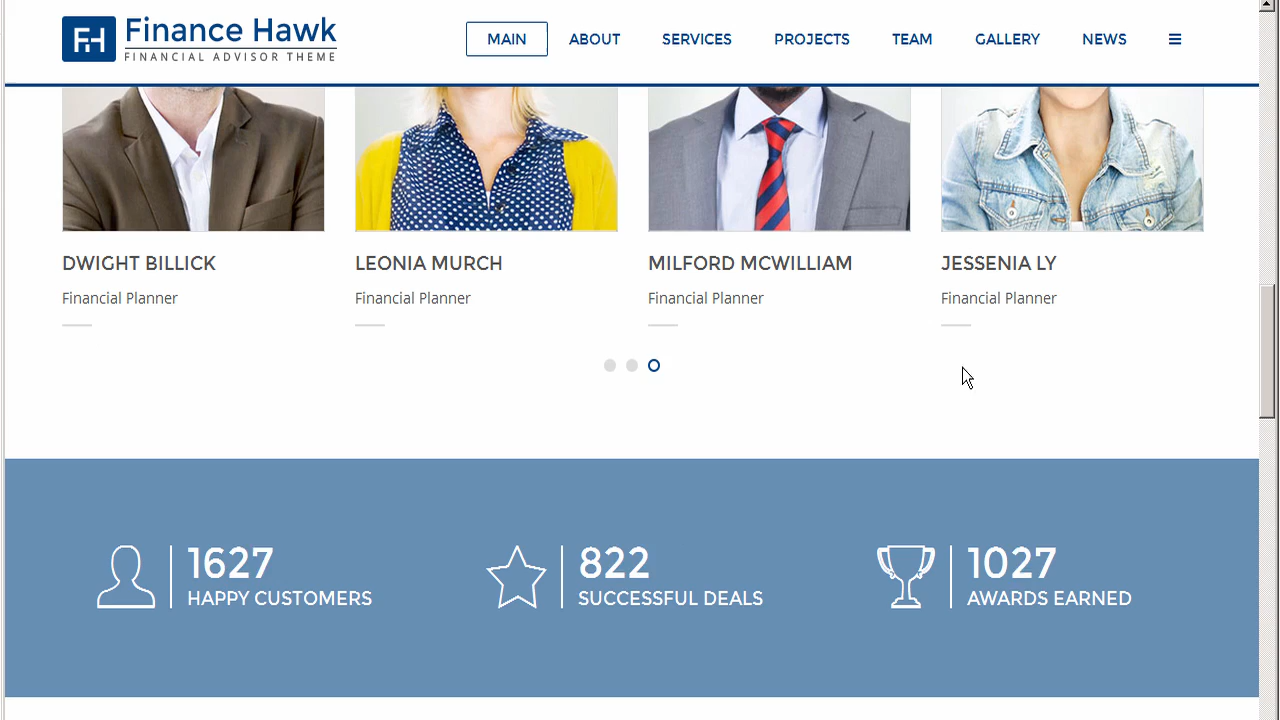 FH Finance Hawk
FINANCIAL ADVISOR THEME
MAIN ABOUT SERVICES PROJECTS TEAM GALLERY NEWS
DWIGHT BILLICK LEONIA MURCH MILFORD MCWILLIAM JESSENIA LY
Financial Planner Financial Planner Financial Planner Financial Planner
1627 822 1027
HAPPY CUSTOMERS SUCCESSFUL DEALS AWARDS EARNED